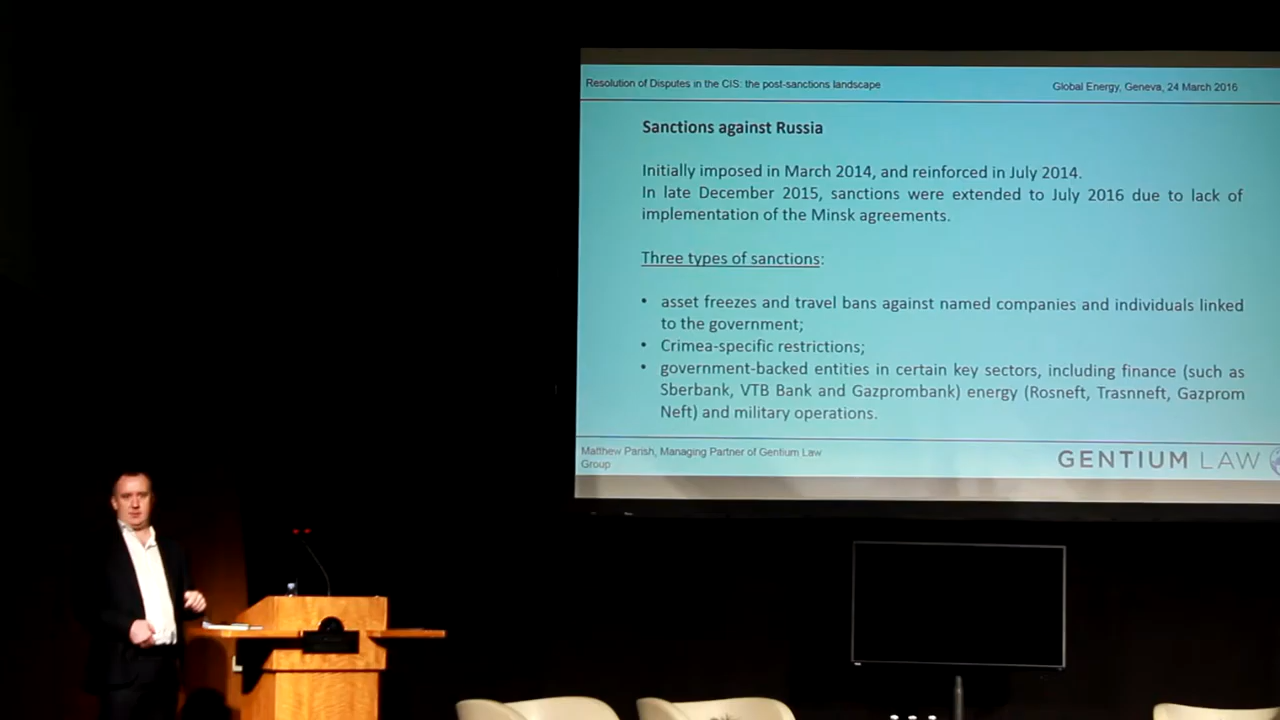 Resolution of Disputes in the CIS: the post-sanctions landscape
Global Energy, Geneva, 24 March 2016
Sanctions against Russia
Initially imposed in March 2014, and reinforced in July 2014.
In late December 2015, sanctions were extended to July 2016 due to lack of
implementation of the Minsk agreements.
Three types of sanctions:
• asset freezes and travel bans against named companies and individuals linked
to the government;
• Crimea-specific restrictions;
• government-backed entities in certain key sectors, including finance (such as
Sberbank, VTB Bank and Gazprombank) energy (Rosneft, Trasnneft, Gazprom
Neft) and military operations.
Matthew Parish, Managing Partner of Gentium Law
Group
GENTIUM LAW